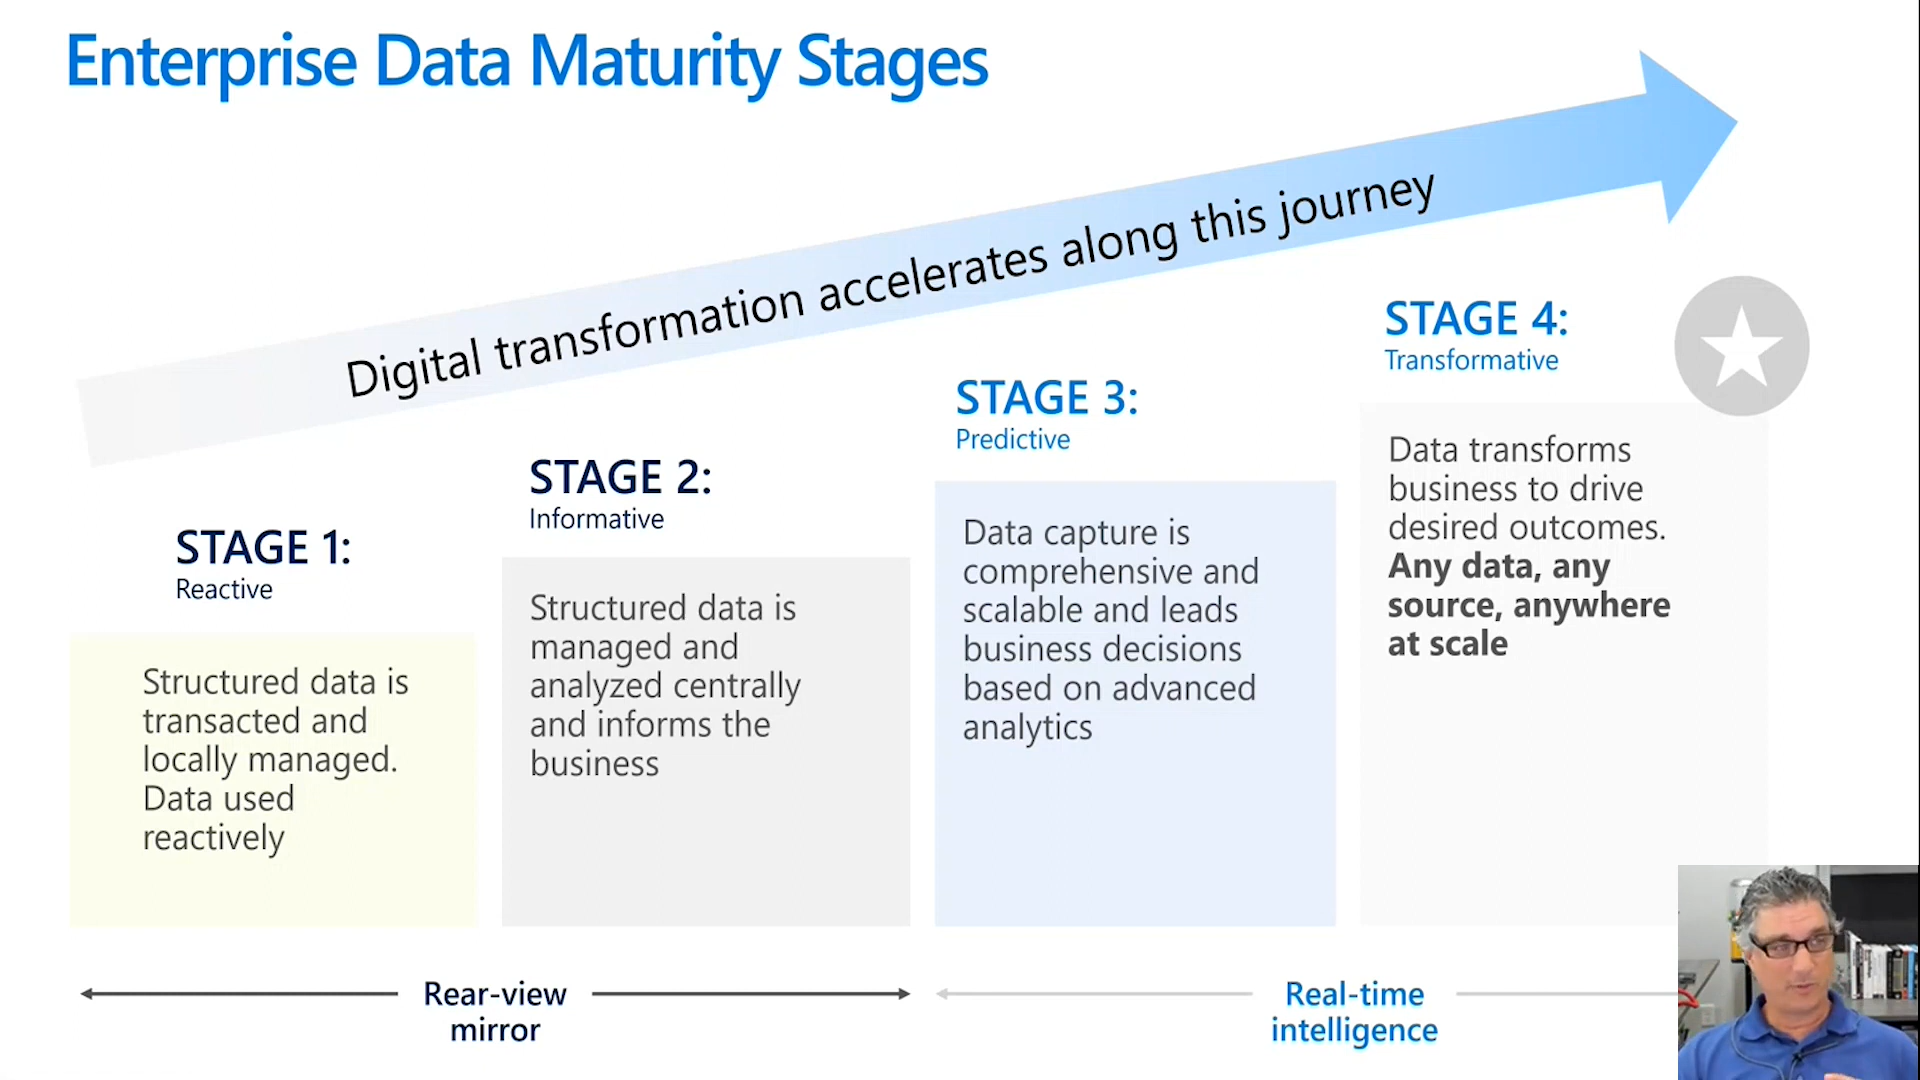 Enterprise Data Maturity Stages
Digital transformation accelerates along this journey
STAGE 1:
Reactive
Structured data is
transacted and
locally managed.
Data used
reactively
STAGE 2:
Informative
Structured data is
managed and
analyzed centrally
and informs the
business
STAGE 3:
Predictive
Data capture is
comprehensive and
scalable and leads
business decisions
based on advanced
analytics
STAGE 4:
Transformative
Data transforms
business to drive
desired outcomes.
Any data, any
source, anywhere
at scale
Rear-view
mirror
Real-time
intelligence